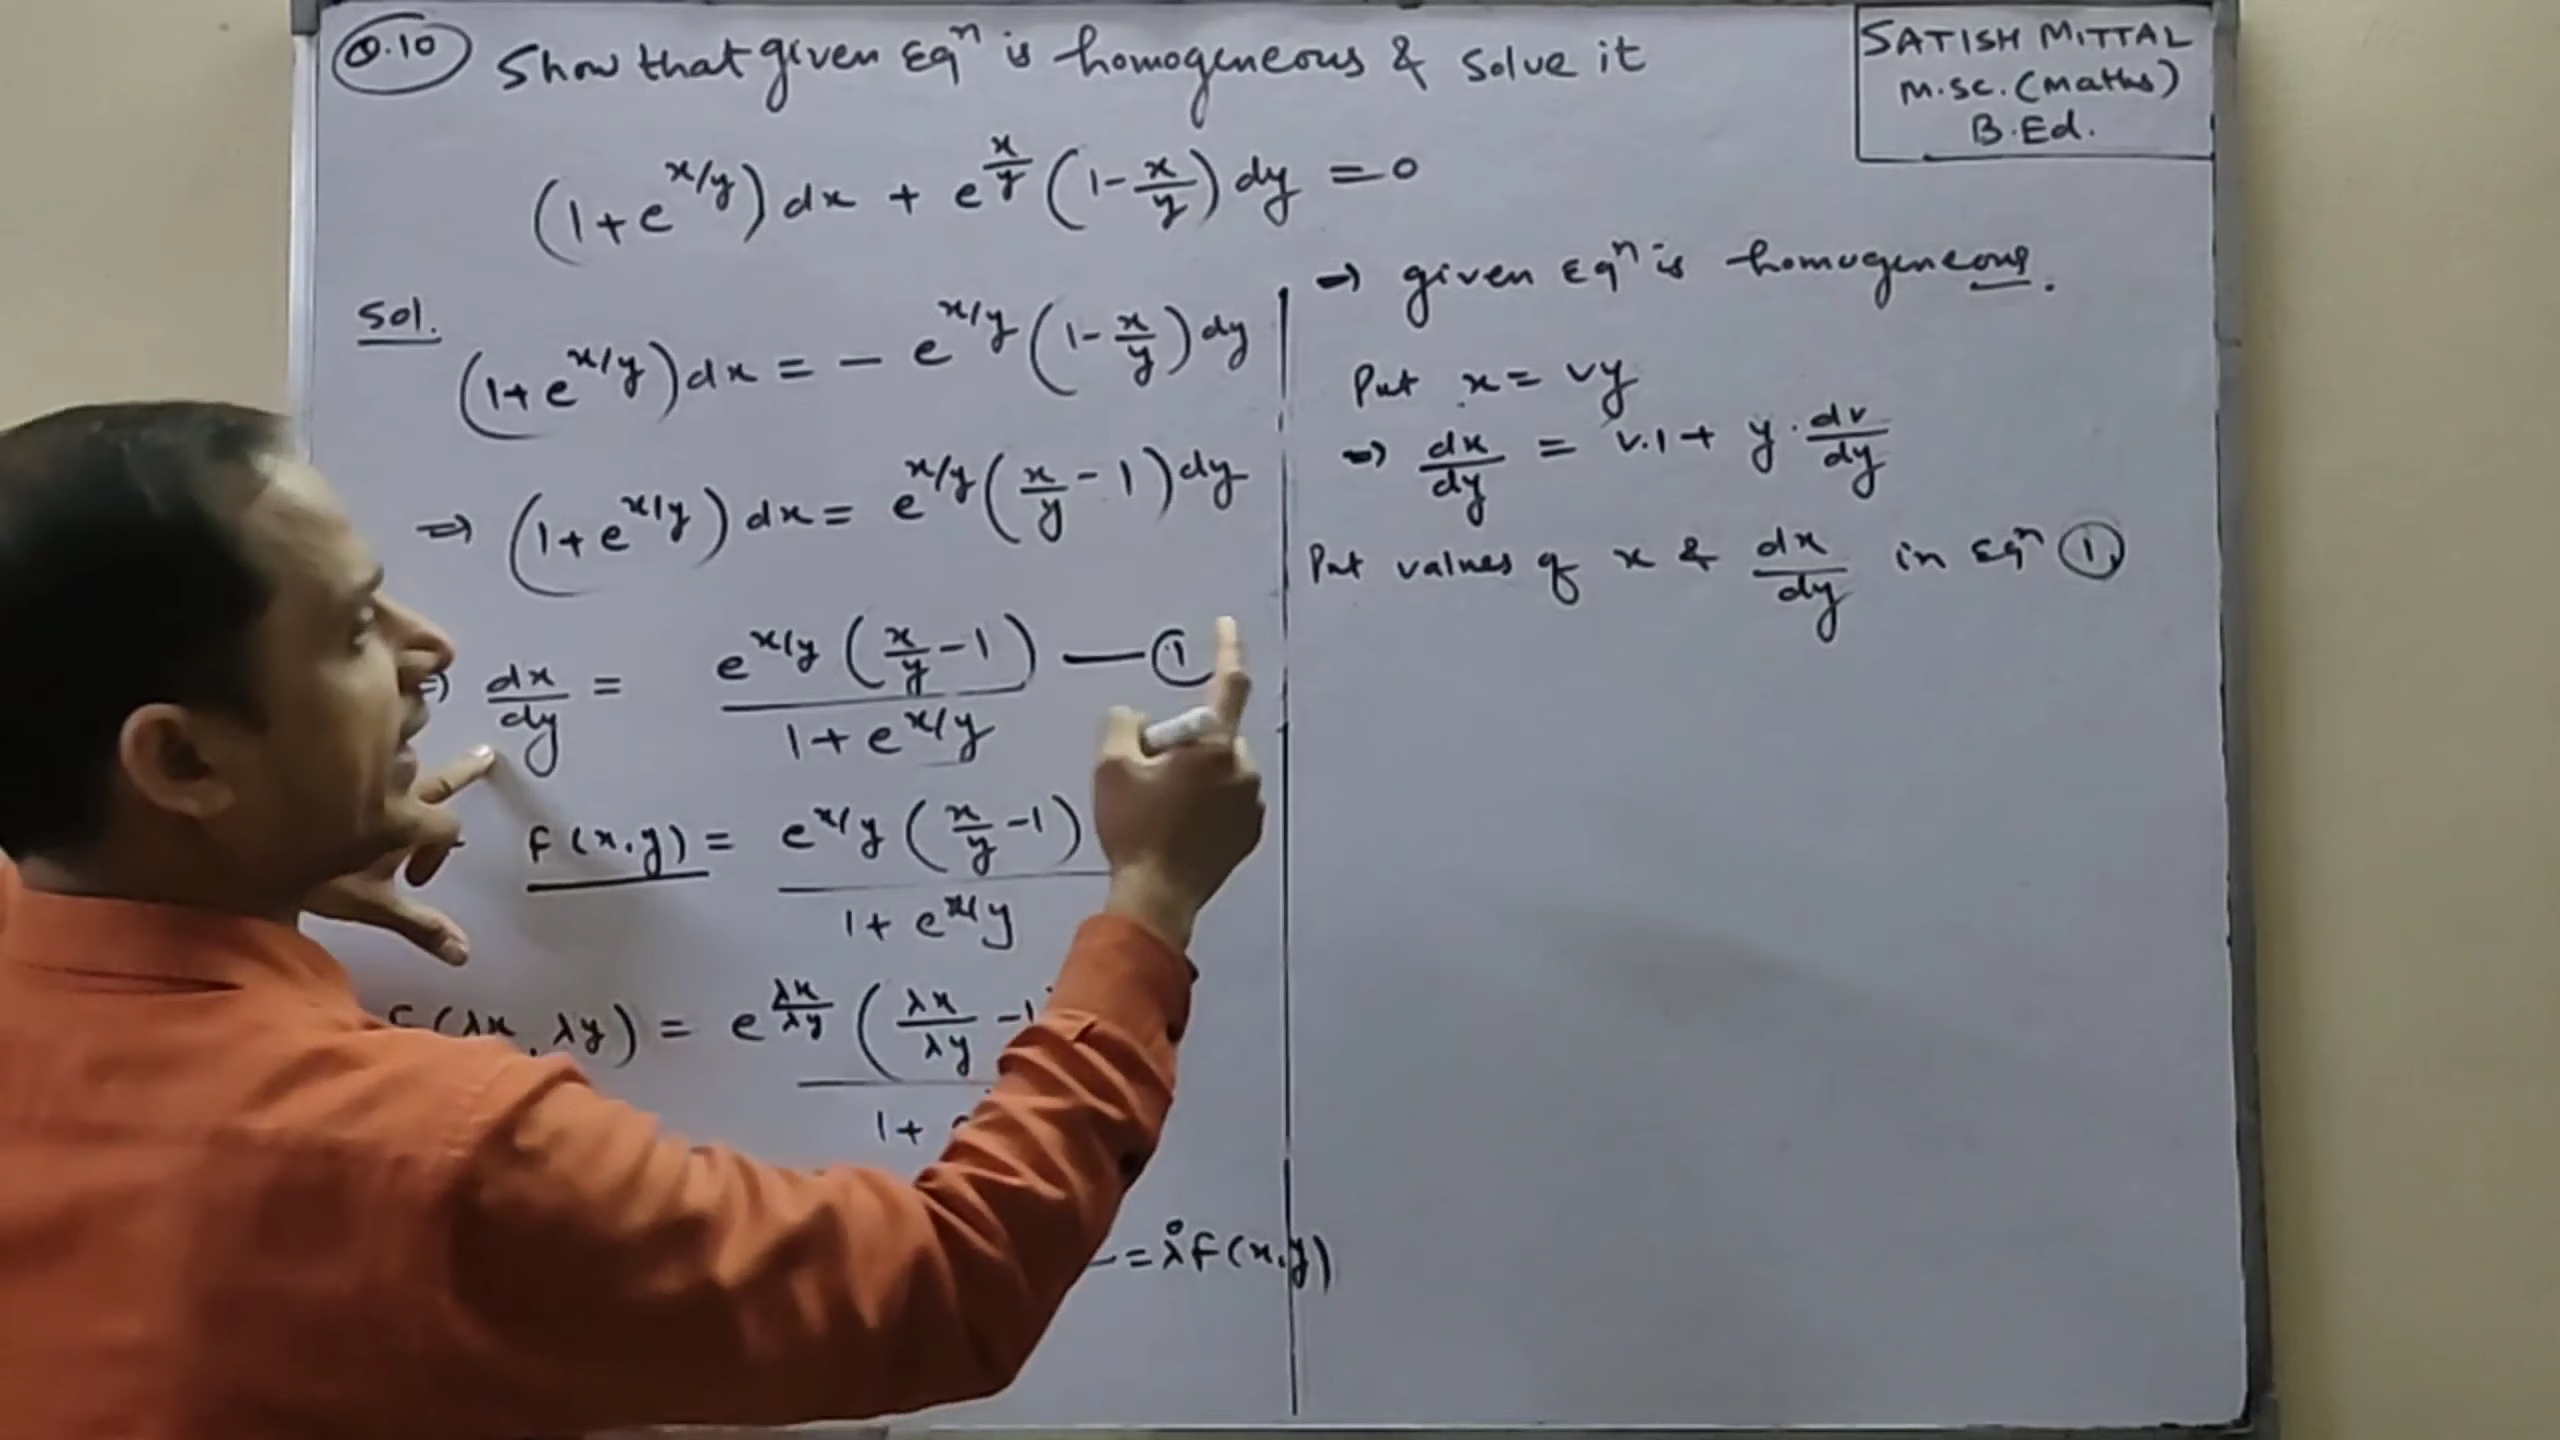 Q.10 Show that given Eqⁿ is homogeneous & solve it
SATISH MITTAL
M.Sc. (Maths)
B.Ed.
(1+e^{x/y}) dx + e^{x/y} (1-x/y) dy = 0
Sol.
(1+e^{x/y}) dx = - e^{x/y} (1-x/y) dy
⇒ (1+e^{x/y}) dx = e^{x/y} (x/y - 1) dy
⇒ dx/dy = e^{x/y} (x/y - 1) / 1+e^{x/y} — ①
F(x,y) = e^{x/y} (x/y - 1) / 1+e^{x/y}
F(λx, λy) = e^{λx/λy} (λx/λy - 1
1+
= λ⁰F(x,y)
⇒ given Eqⁿ is homogeneous.
Put x = vy
⇒ dx/dy = v.1 + y.dv/dy
Put values of x & dx/dy in Eqⁿ ①,